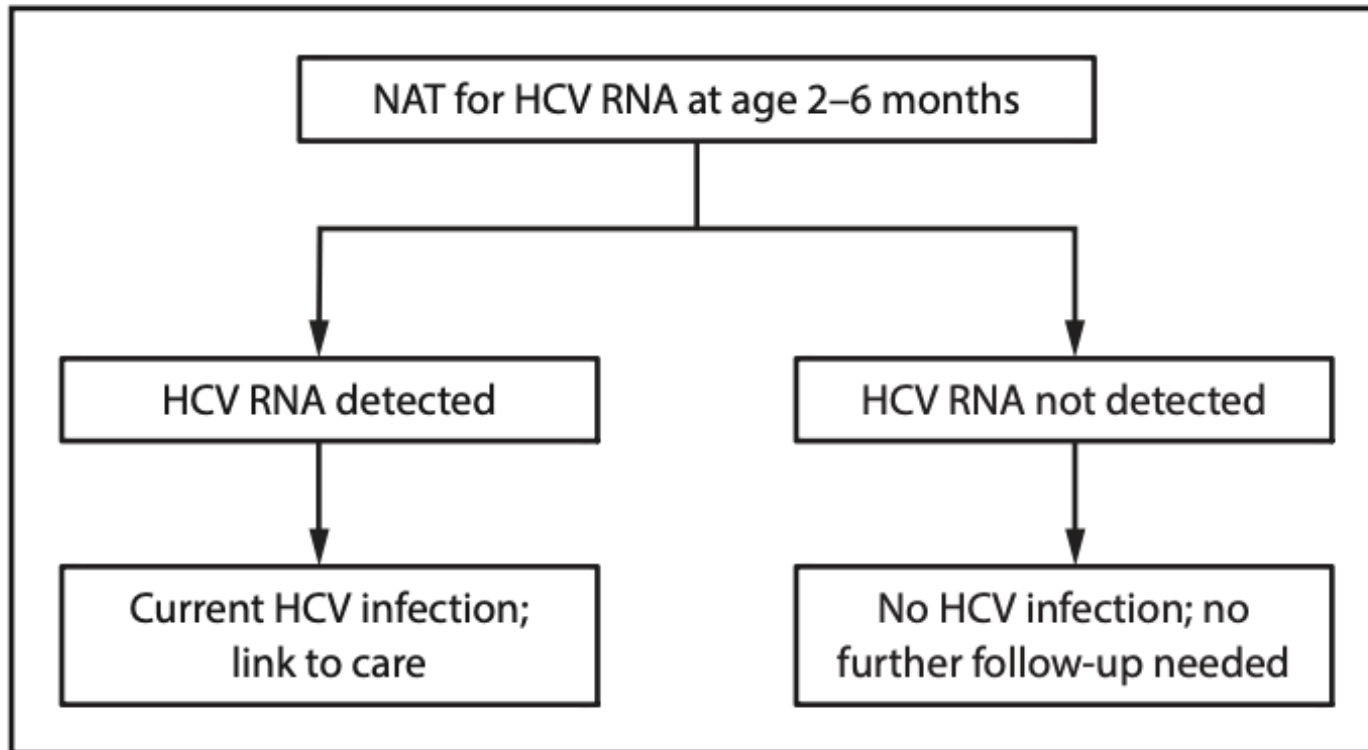 NAT for HCV RNA at age 2–6 months
HCV RNA detected
HCV RNA not detected
Current HCV infection;
link to care
No HCV infection; no
further follow-up needed